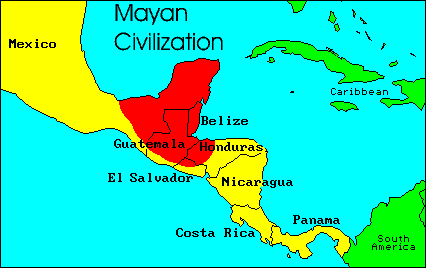 Mayan
Civilization
Mexico
Caribbean
Belize
Guatemala
Honduras
El Salvador
Nicaragua
Panama
Costa Rica
South
America